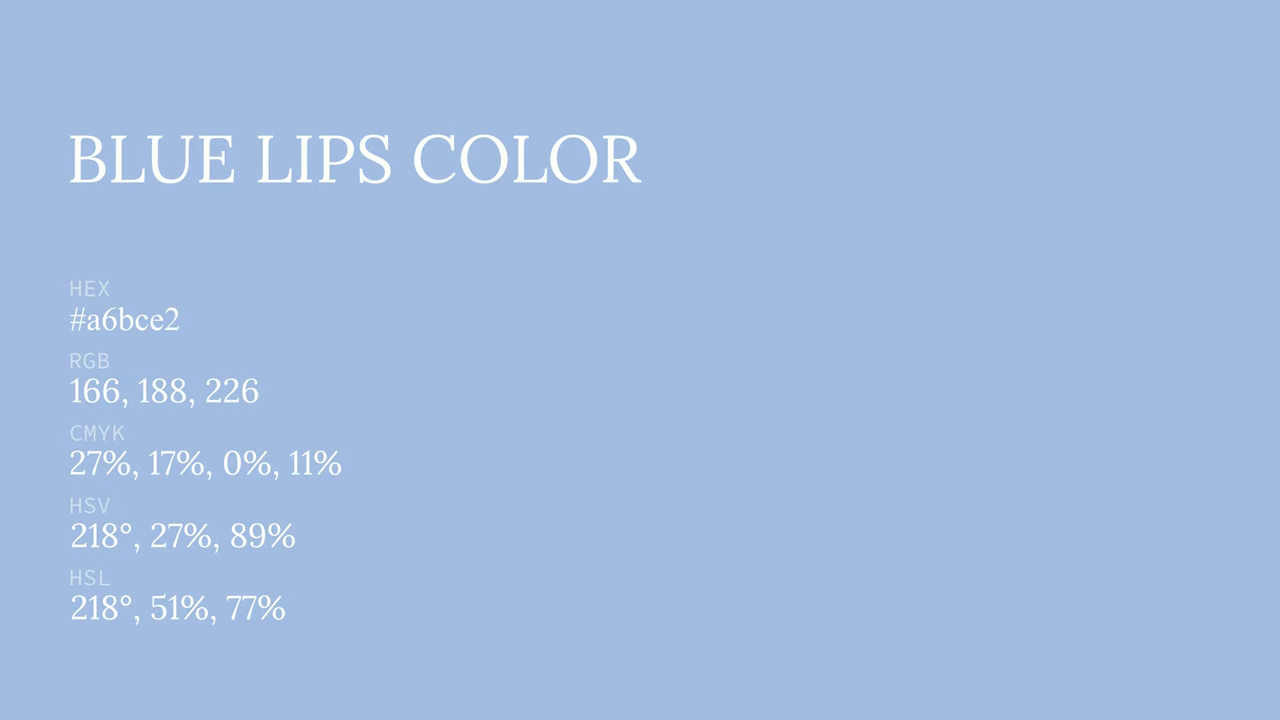 BLUE LIPS COLOR
HEX
#a6bce2
RGB
166, 188, 226
CMYK
27%, 17%, 0%, 11%
HSV
218°, 27%, 89%
HSL
218°, 51%, 77%